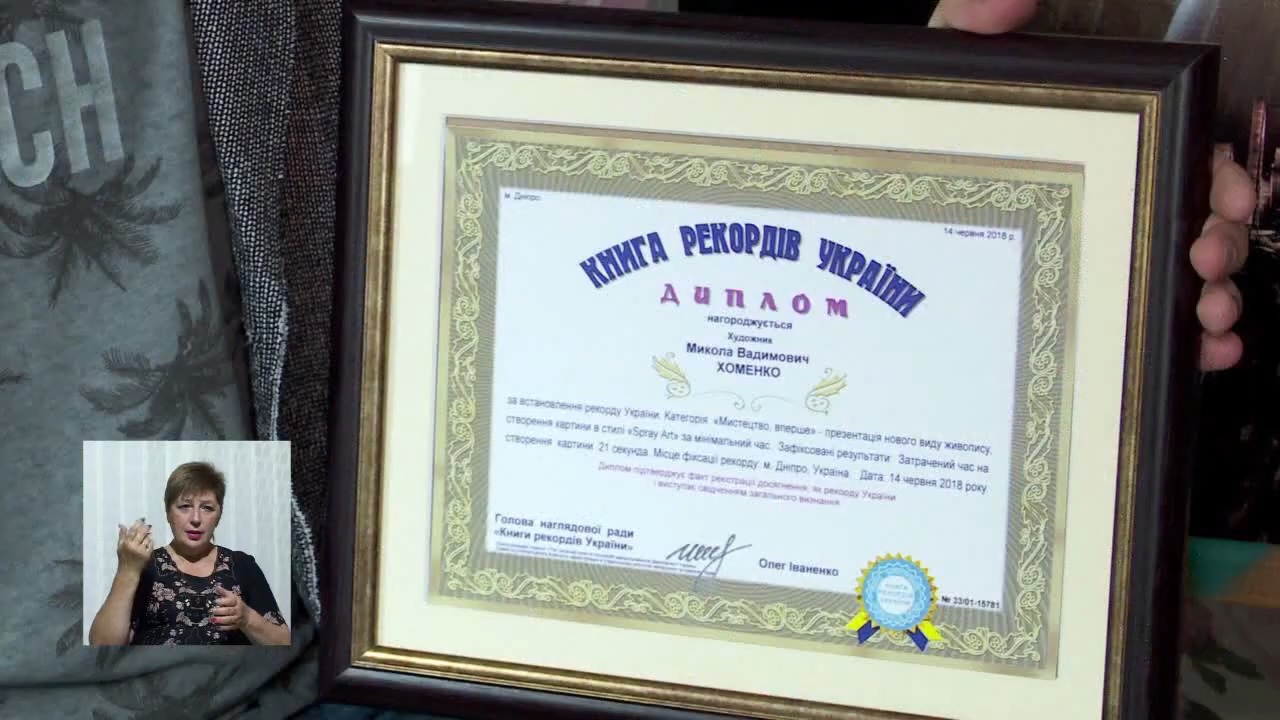 CH
м. Дніпро
14 червня 2018 р.
КНИГА РЕКОРДІВ УКРАЇНИ
ДИПЛОМ
нагороджується
Художник
Микола Вадимович
ХОМЕНКО
за встановлення рекорду України. Категорія: «Мистецтво, вперше» - презентація нового виду живопису,
створення картини в стилі «Spray Art» за мінімальний час. Зафіксовані результати: Затрачений час на
створення картини: 21 секунда. Місце фіксації рекорду: м. Дніпро, Україна. Дата: 14 червня 2018 року
Диплом підтверджує факт реєстрації досягнення, як рекорду України
і виступає свідченням загального визнання
Голова наглядової ради
«Книги рекордів України»
Олег Іваненко
КНИГА
РЕКОРДІВ
УКРАЇНИ
№ 33/01-15781